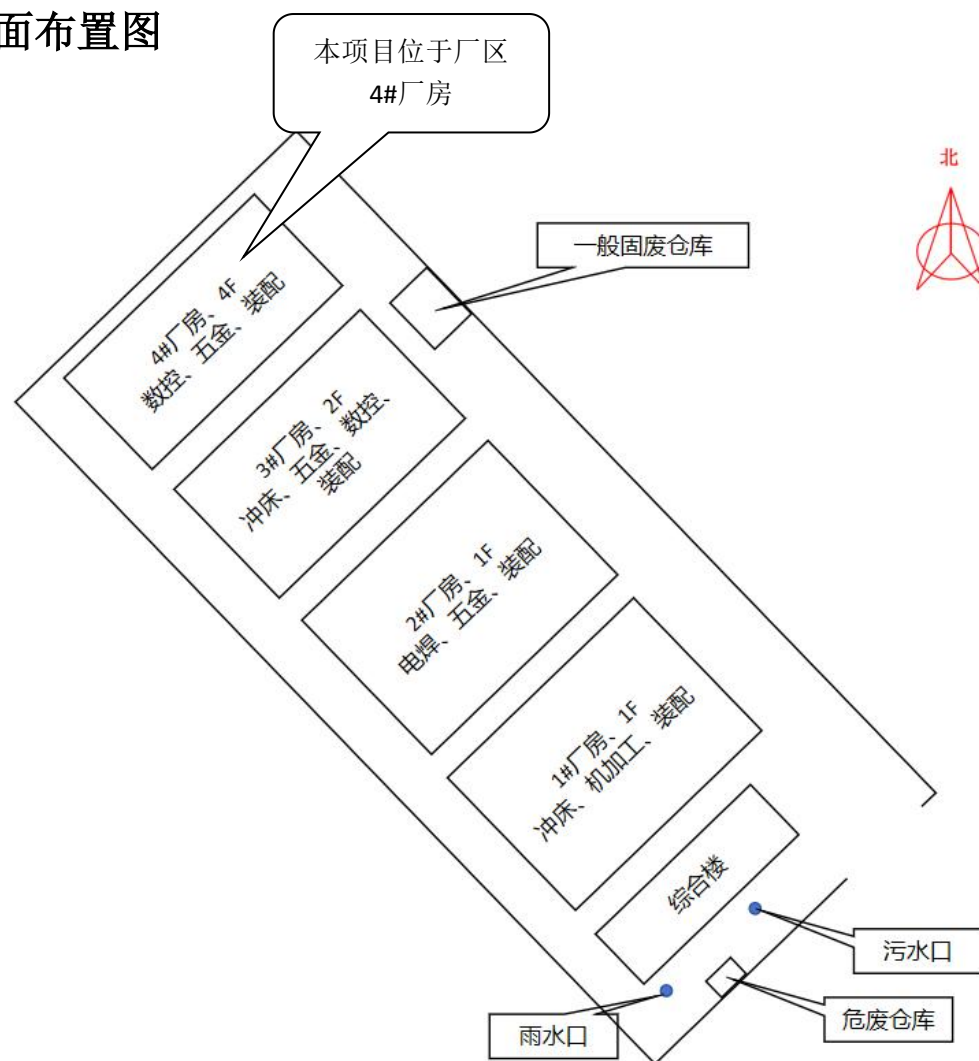 面布置图
本项目位于厂区
4#厂房
北
一般固废仓库
4#厂房、4F
数控、五金、装配
3#厂房、2F
冲床、五金、数控、
装配
2#厂房、1F
电焊、五金、装配
1#厂房、1F
冲床、机加工、装配
综合楼
污水口
危废仓库
雨水口